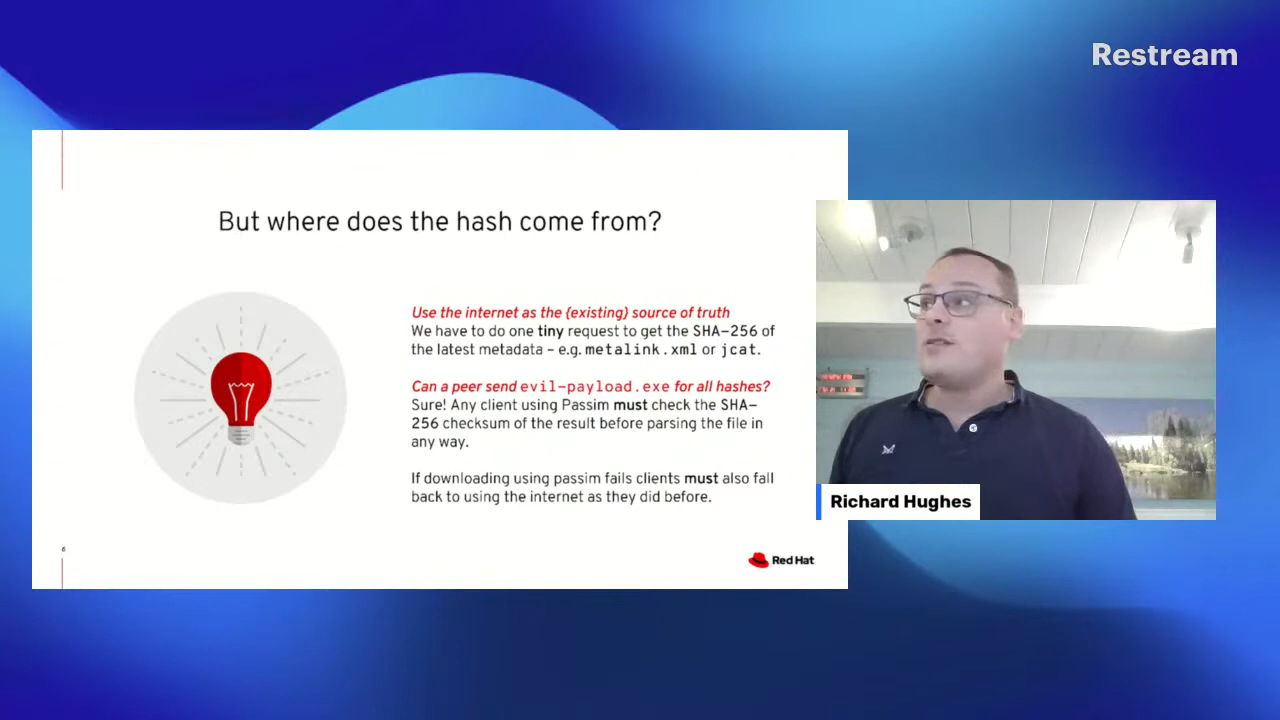 Restream
But where does the hash come from?
Use the internet as the {existing} source of truth
We have to do one tiny request to get the SHA-256 of
the latest metadata – e.g. metalink.xml or jcat.
Can a peer send evil-payload.exe for all hashes?
Sure! Any client using Passim must check the SHA-
256 checksum of the result before parsing the file in
any way.
If downloading using passim fails clients must also fall
back to using the internet as they did before.
6
Red Hat
Richard Hughes